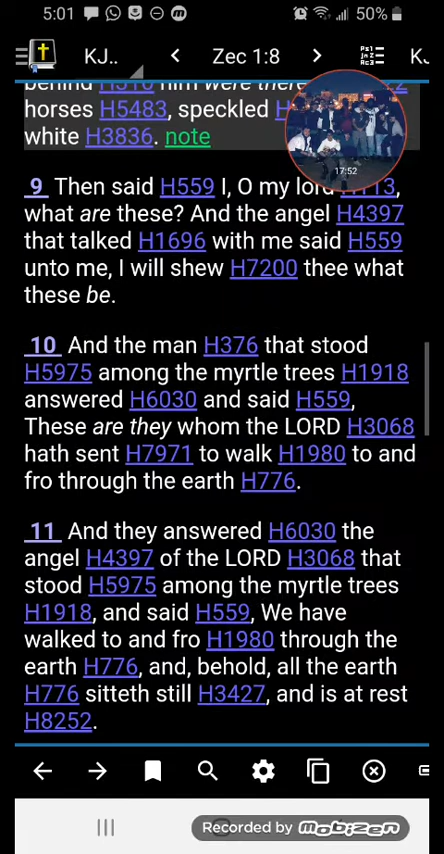 5:01 50%
KJ.. Zec 1:8 KJ
behind H310 him were there
horses H5483, speckled
white H3836. note
17:52
9 Then said H559 I, O my lord H113,
what are these? And the angel H4397
that talked H1696 with me said H559
unto me, I will shew H7200 thee what
these be.
10 And the man H376 that stood
H5975 among the myrtle trees H1918
answered H6030 and said H559,
These are they whom the LORD H3068
hath sent H7971 to walk H1980 to and
fro through the earth H776.
11 And they answered H6030 the
angel H4397 of the LORD H3068 that
stood H5975 among the myrtle trees
H1918, and said H559, We have
walked to and fro H1980 through the
earth H776, and, behold, all the earth
H776 sitteth still H3427, and is at rest
H8252.
Recorded by mobizen